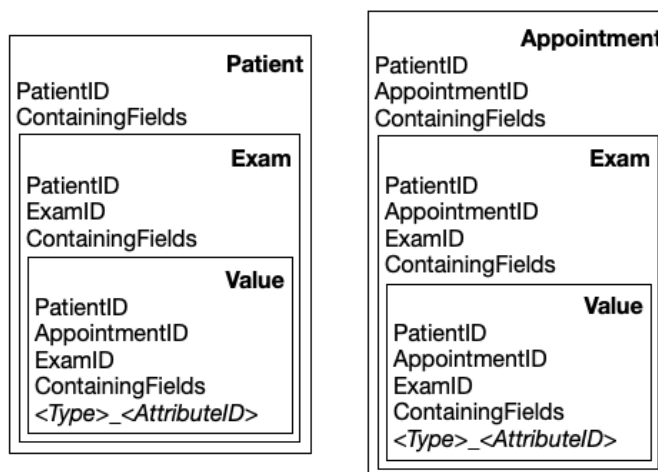 Patient
PatientID
ContainingFields
Exam
PatientID
ExamID
ContainingFields
Value
PatientID
AppointmentID
ExamID
ContainingFields
<Type>_<AttributeID>
Appointment
PatientID
AppointmentID
ContainingFields
Exam
PatientID
AppointmentID
ExamID
ContainingFields
Value
PatientID
AppointmentID
ExamID
ContainingFields
<Type>_<AttributeID>